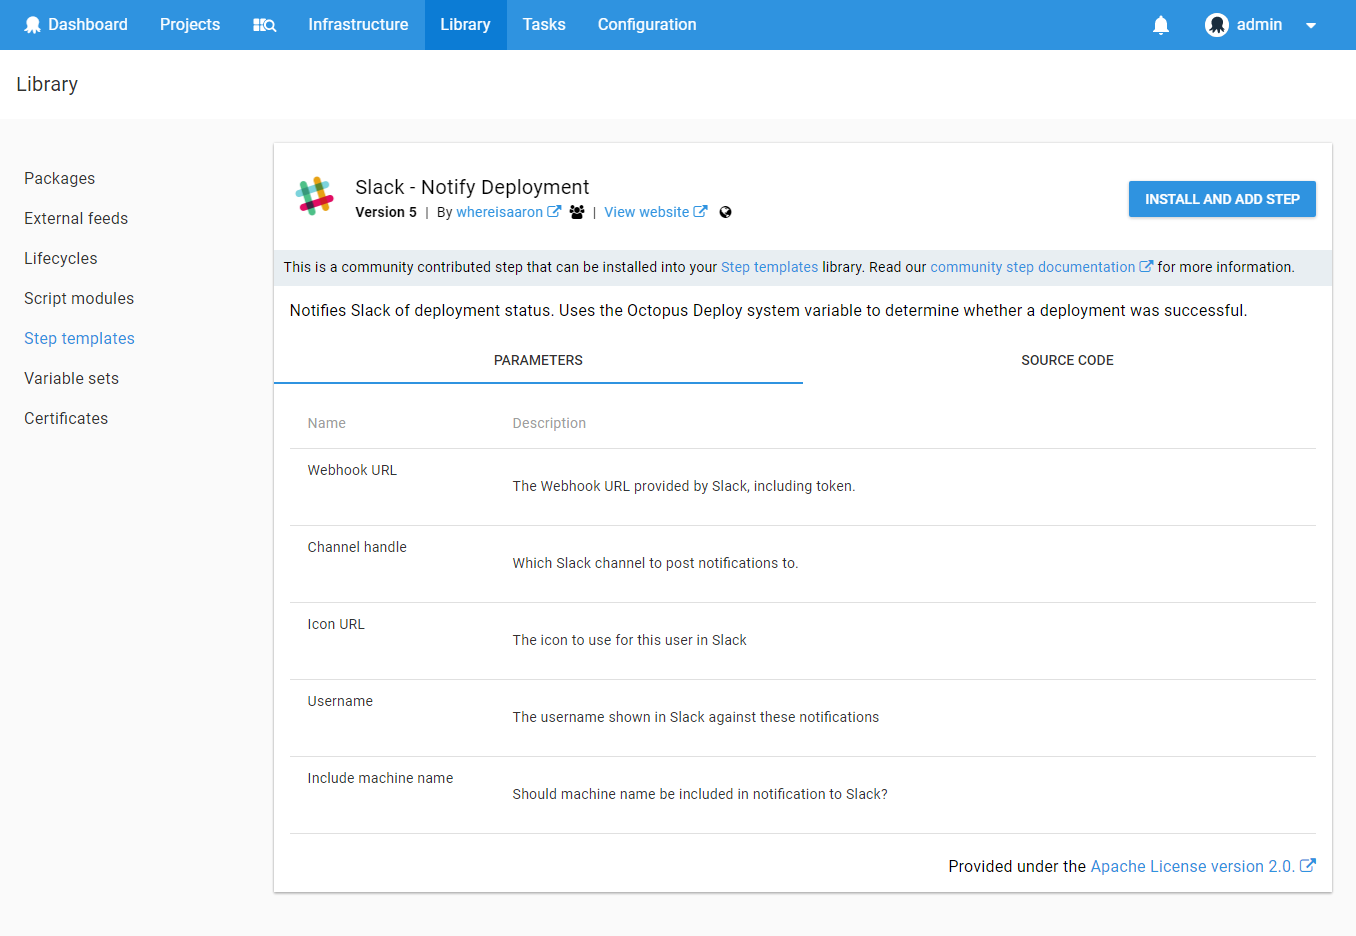 Dashboard Projects Infrastructure Library Tasks Configuration admin
Library
Packages
External feeds
Lifecycles
Script modules
Step templates
Variable sets
Certificates
Slack - Notify Deployment
Version 5 | By whereisaaron | View website
INSTALL AND ADD STEP
This is a community contributed step that can be installed into your Step templates library. Read our community step documentation for more information.
Notifies Slack of deployment status. Uses the Octopus Deploy system variable to determine whether a deployment was successful.
PARAMETERS SOURCE CODE
Name Description
Webhook URL
The Webhook URL provided by Slack, including token.
Channel handle
Which Slack channel to post notifications to.
Icon URL
The icon to use for this user in Slack
Username
The username shown in Slack against these notifications
Include machine name
Should machine name be included in notification to Slack?
Provided under the Apache License version 2.0.